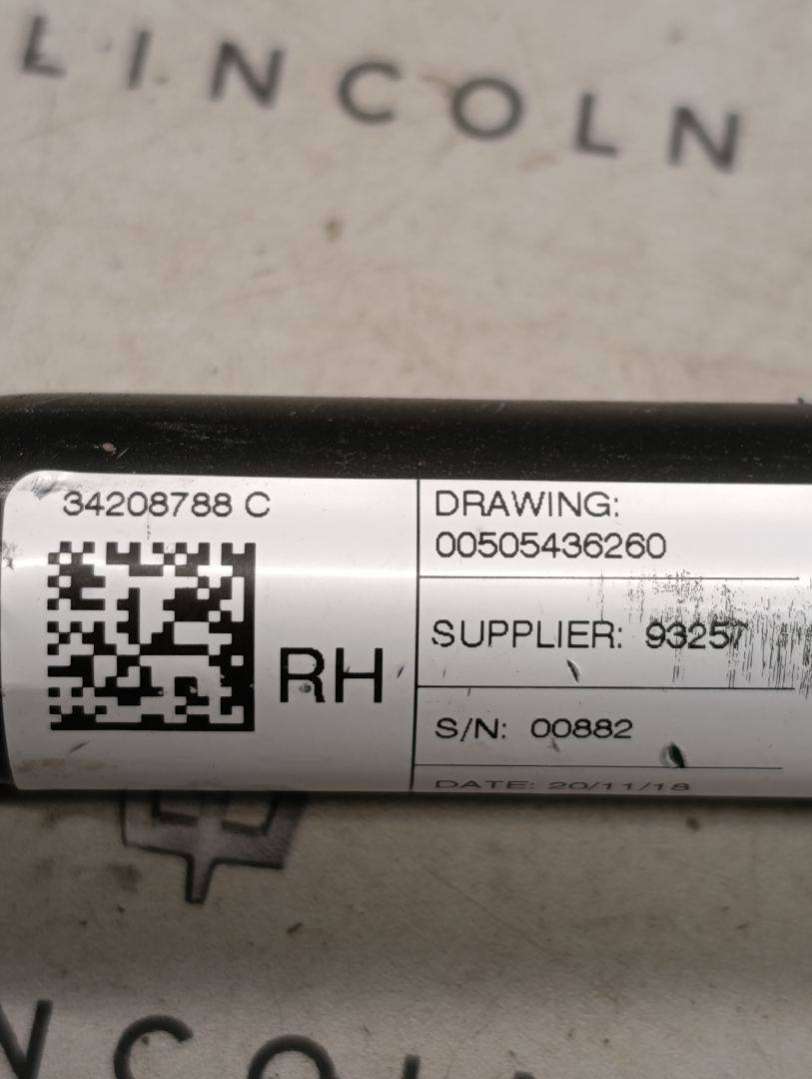 LINCOLN
34208788 C
RH
DRAWING:
00505436260
SUPPLIER: 93257
S/N: 00882
DATE: 20/11/18